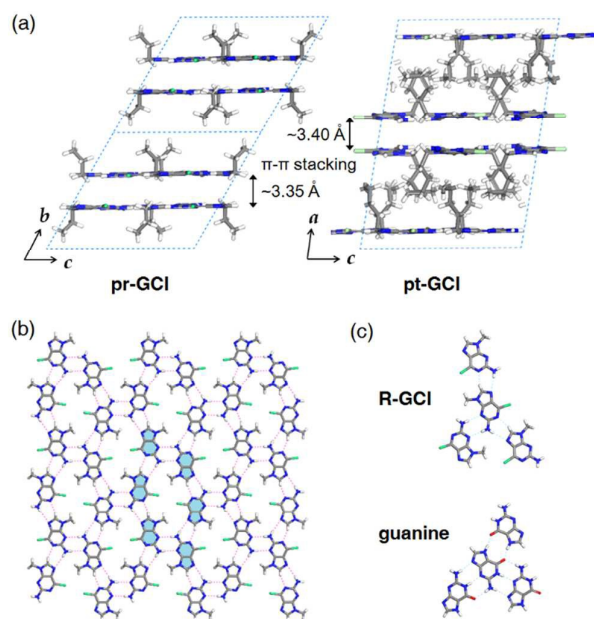 (a)
~3.40 Å
π-π stacking
~3.35 Å
b
c
a
c
pr-GCl
pt-GCl
(b)
(c)
R-GCl
guanine